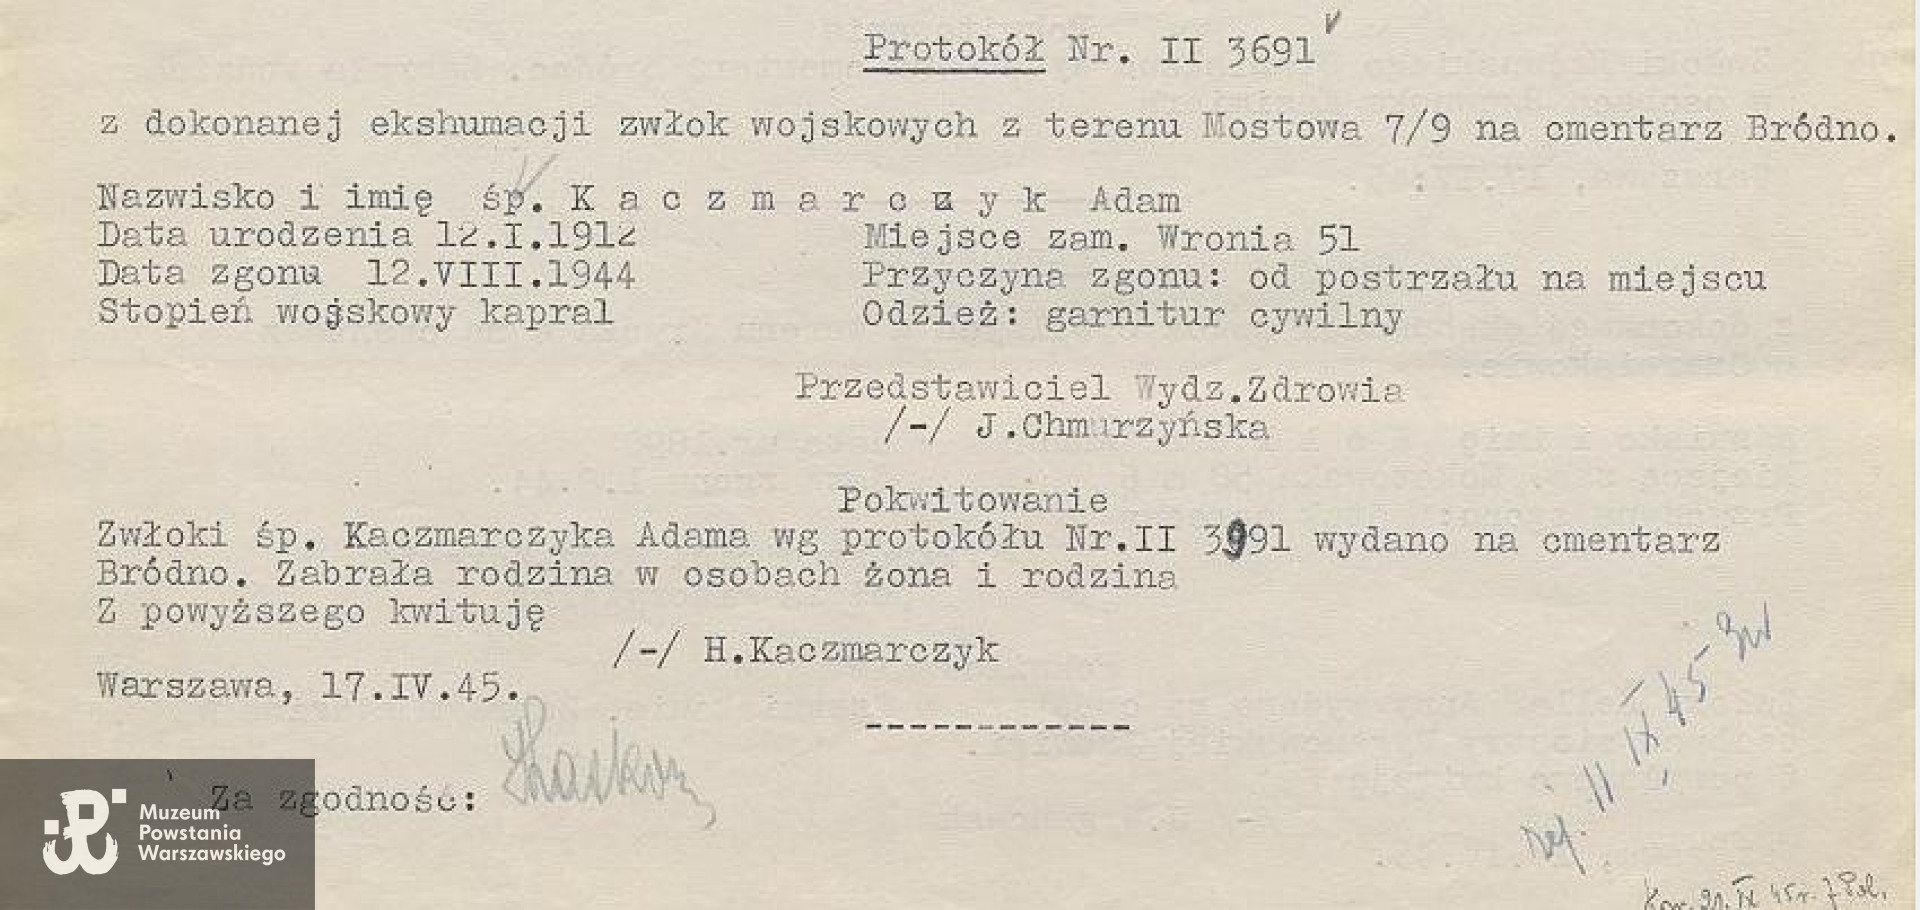 Protokół Nr. II 3691
z dokonanej ekshumacji zwłok wojskowych z terenu Mostowa 7/9 na cmentarz Bródno.
Nazwisko i imię śp. K a c z m a r c z y k Adam
Data urodzenia 12.I.1912 Miejsce zam. Wronia 51
Data zgonu 12.VIII.1944 Przyczyna zgonu: od postrzału na miejscu
Stopień wojskowy kapral Odzież: garnitur cywilny
Przedstawiciel Wydz.Zdrowia
/-/ J.Chmurzyńska
Pokwitowanie
Zwłoki śp. Kaczmarczyka Adama wg protokółu Nr.II 3991 wydano na cmentarz
Bródno. Zabrała rodzina w osobach żona i rodzina
Z powyższego kwituję
/-/ H.Kaczmarczyk
Warszawa, 17.IV.45.
------------
Za zgodność:
11 IX 45
IX 45r.
Muzeum
Powstania
Warszawskiego